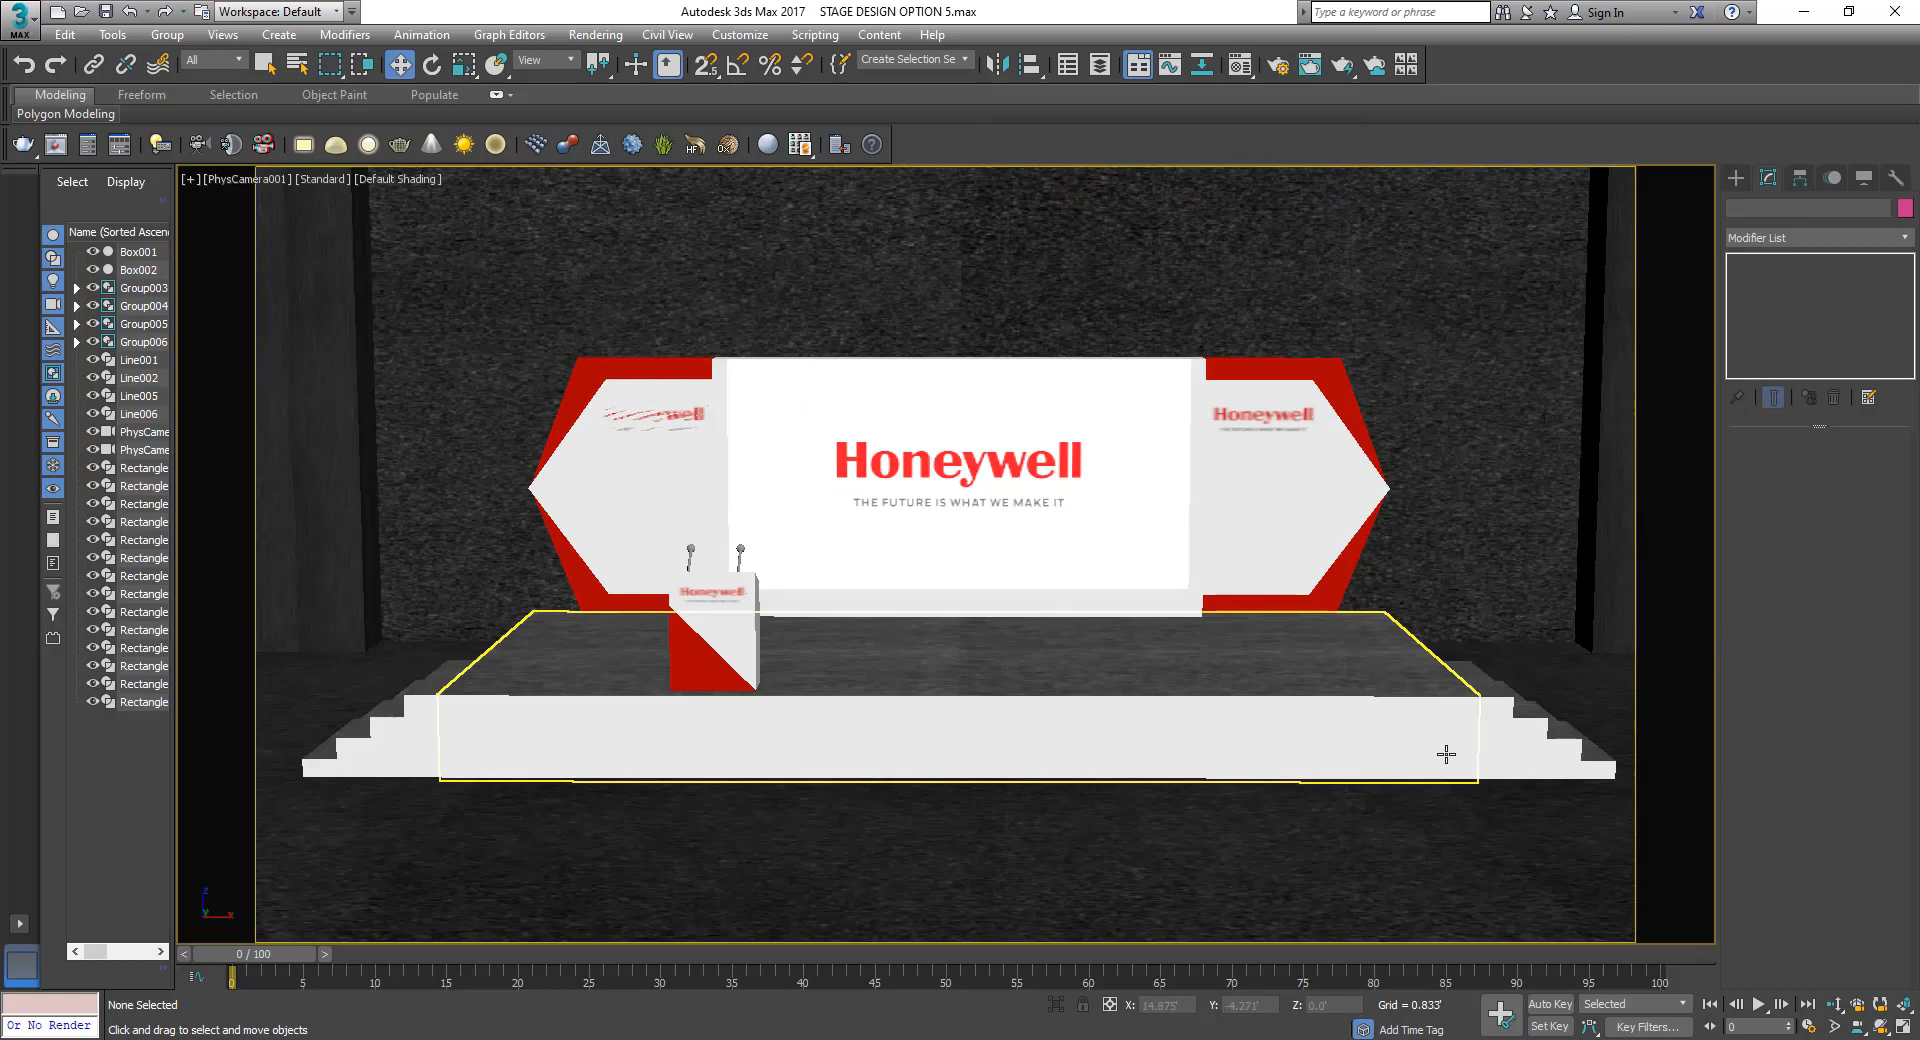 3
MAX
Workspace: Default
Autodesk 3ds Max 2017 STAGE DESIGN OPTION 5.max
Type a keyword or phrase
Sign In
Edit Tools Group Views Create Modifiers Animation Graph Editors Rendering Civil View Customize Scripting Content Help
All
View
Create Selection Se
Modeling Freeform Selection Object Paint Populate
Polygon Modeling
Select Display
[+] [PhysCamera001] [Standard] [Default Shading]
Name (Sorted Ascen
Box001
Box002
Group003
Group004
Group005
Group006
Line001
Line002
Line005
Line006
PhysCame
PhysCame
Rectangle
Rectangle
Rectangle
Rectangle
Rectangle
Rectangle
Rectangle
Rectangle
Rectangle
Rectangle
Rectangle
Rectangle
Rectangle
Rectangle
Modifier List
Honeywell
Honeywell
THE FUTURE IS WHAT WE MAKE IT
Honeywell
z
x
0 / 100
0 5 10 15 20 25 30 35 40 45 50 55 60 65 70 75 80 85 90 95 100
None Selected
X: 14.875' Y: -4.271' Z: 0.0' Grid = 0.833'
Auto Key Selected
Or No Render
Click and drag to select and move objects
Add Time Tag
Set Key Key Filters...
0